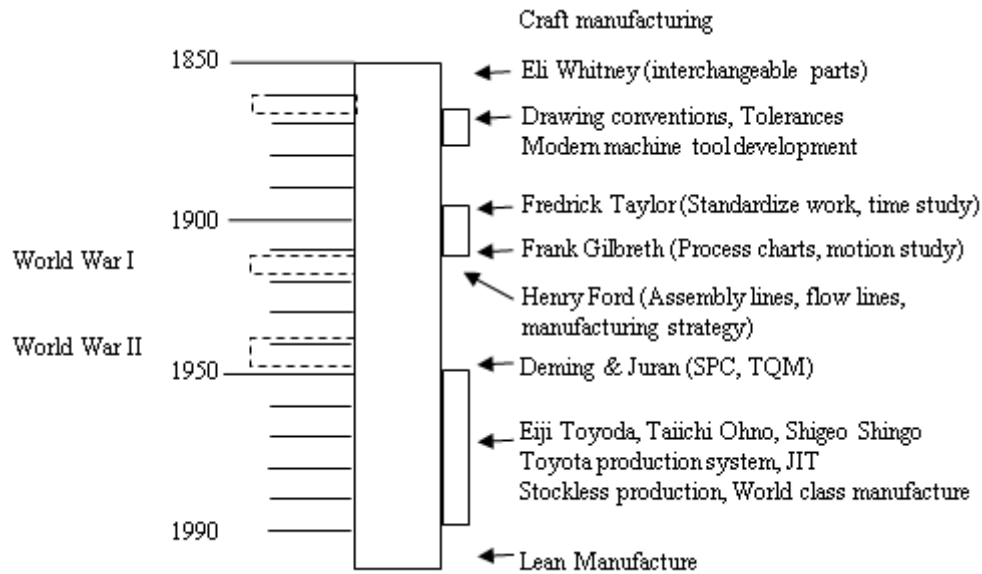 Craft manufacturing
1850
Eli Whitney (interchangeable parts)
Drawing conventions, Tolerances
Modern machine tool development
Fredrick Taylor (Standardize work, time study)
1900
Frank Gilbreth (Process charts, motion study)
World War I
Henry Ford (Assembly lines, flow lines,
manufacturing strategy)
World War II
Deming & Juran (SPC, TQM)
1950
Eiji Toyoda, Taiichi Ohno, Shigeo Shingo
Toyota production system, JIT
Stockless production, World class manufacture
1990
Lean Manufacture